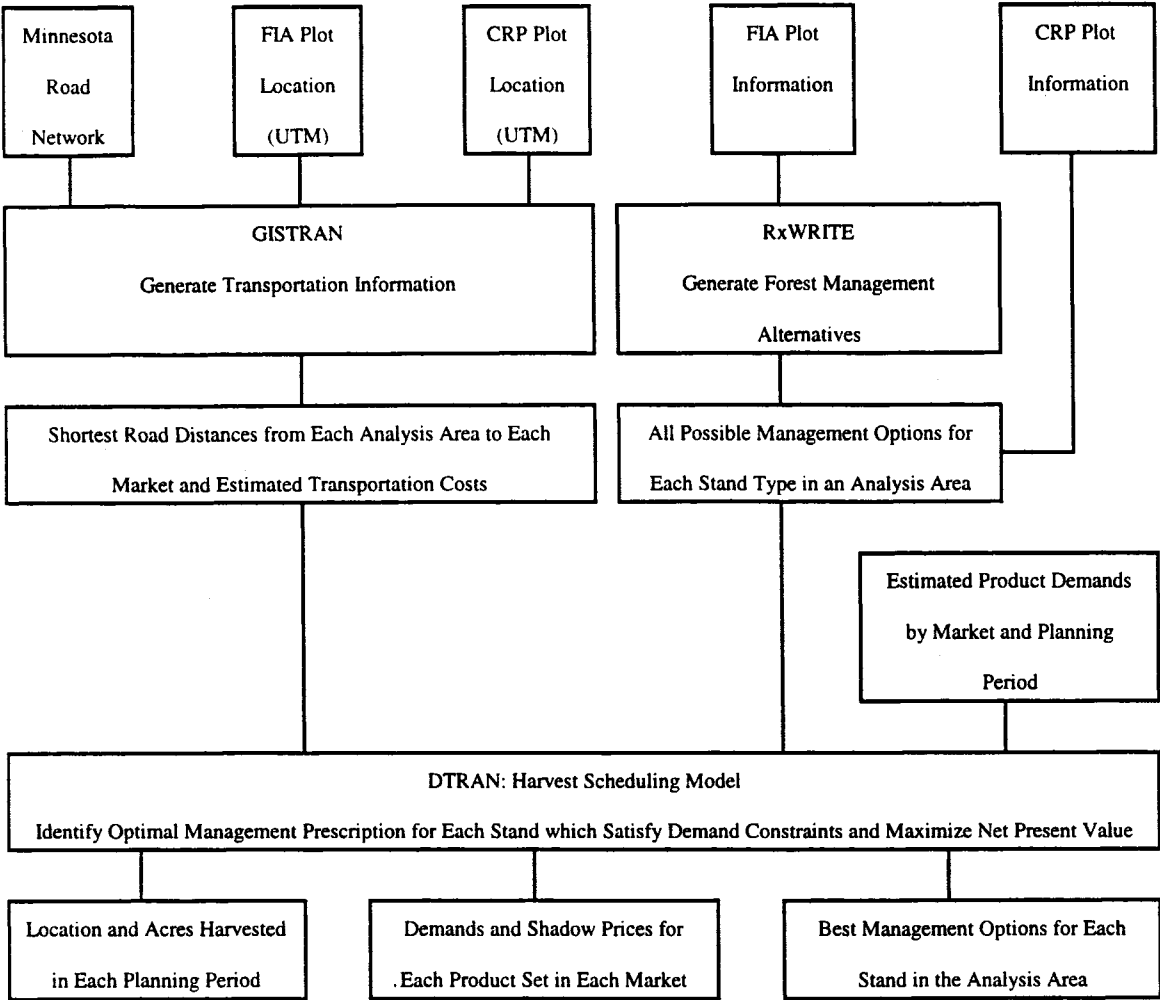 Minnesota
Road
Network
FIA Plot
Location
(UTM)
CRP Plot
Location
(UTM)
FIA Plot
Information
CRP Plot
Information
GISTRAN
Generate Transportation Information
RxWRITE
Generate Forest Management
Alternatives
Shortest Road Distances from Each Analysis Area to Each
Market and Estimated Transportation Costs
All Possible Management Options for
Each Stand Type in an Analysis Area
Estimated Product Demands
by Market and Planning
Period
DTRAN: Harvest Scheduling Model
Identify Optimal Management Prescription for Each Stand which Satisfy Demand Constraints and Maximize Net Present Value
Location and Acres Harvested
in Each Planning Period
Demands and Shadow Prices for
.Each Product Set in Each Market
Best Management Options for Each
Stand in the Analysis Area